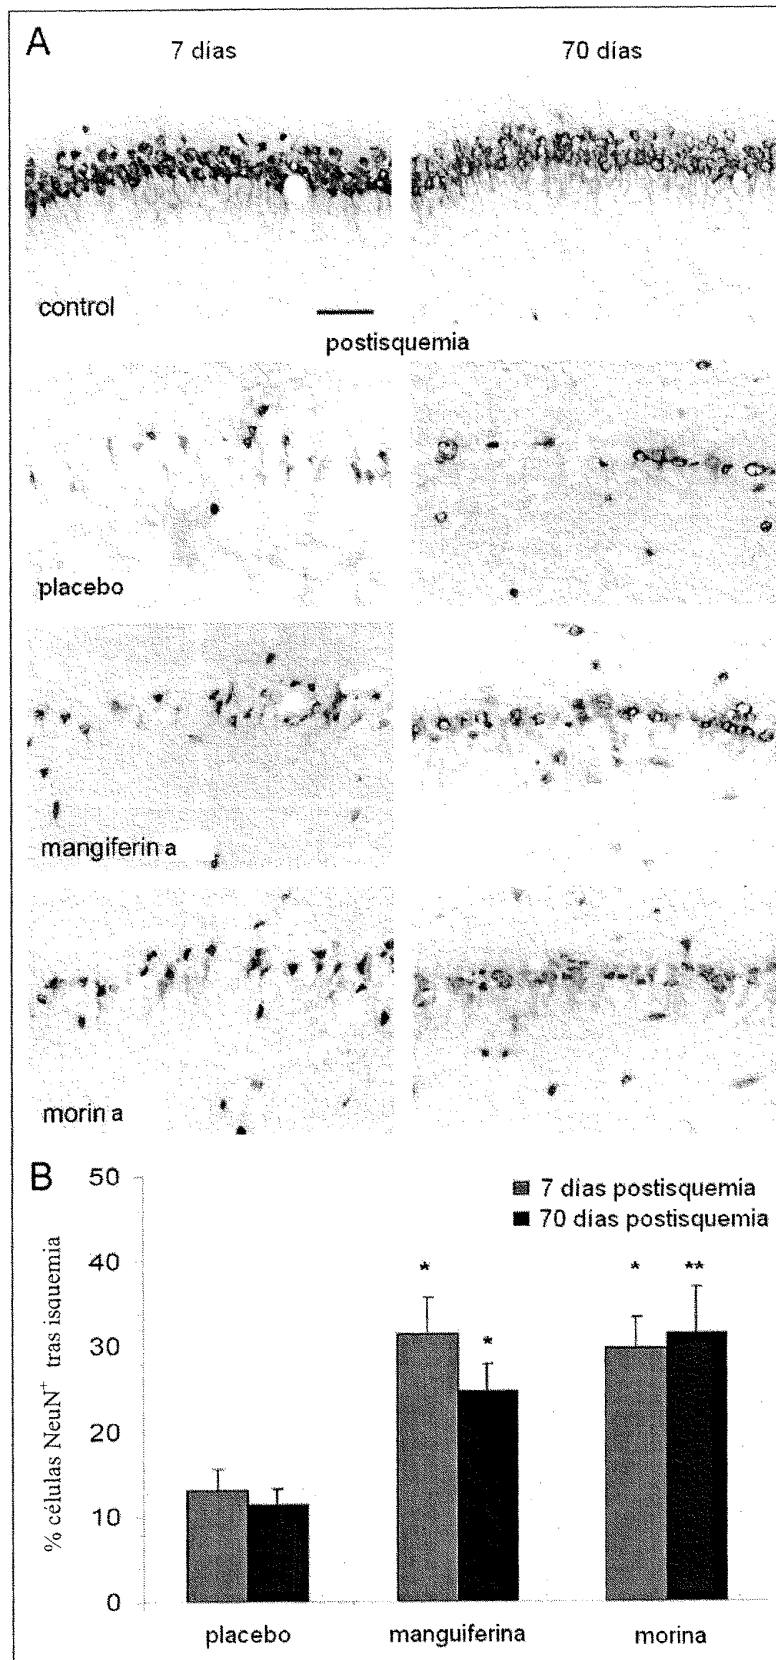 A
7 días 70 días
control
postisquemia
placebo
mangiferin a
morin a
B
50
40
30
20
10
0
% células NeuN+ tras isquemia
7 días postisquemia
70 días postisquemia
*
*
*
**
placebo manguiferina morina